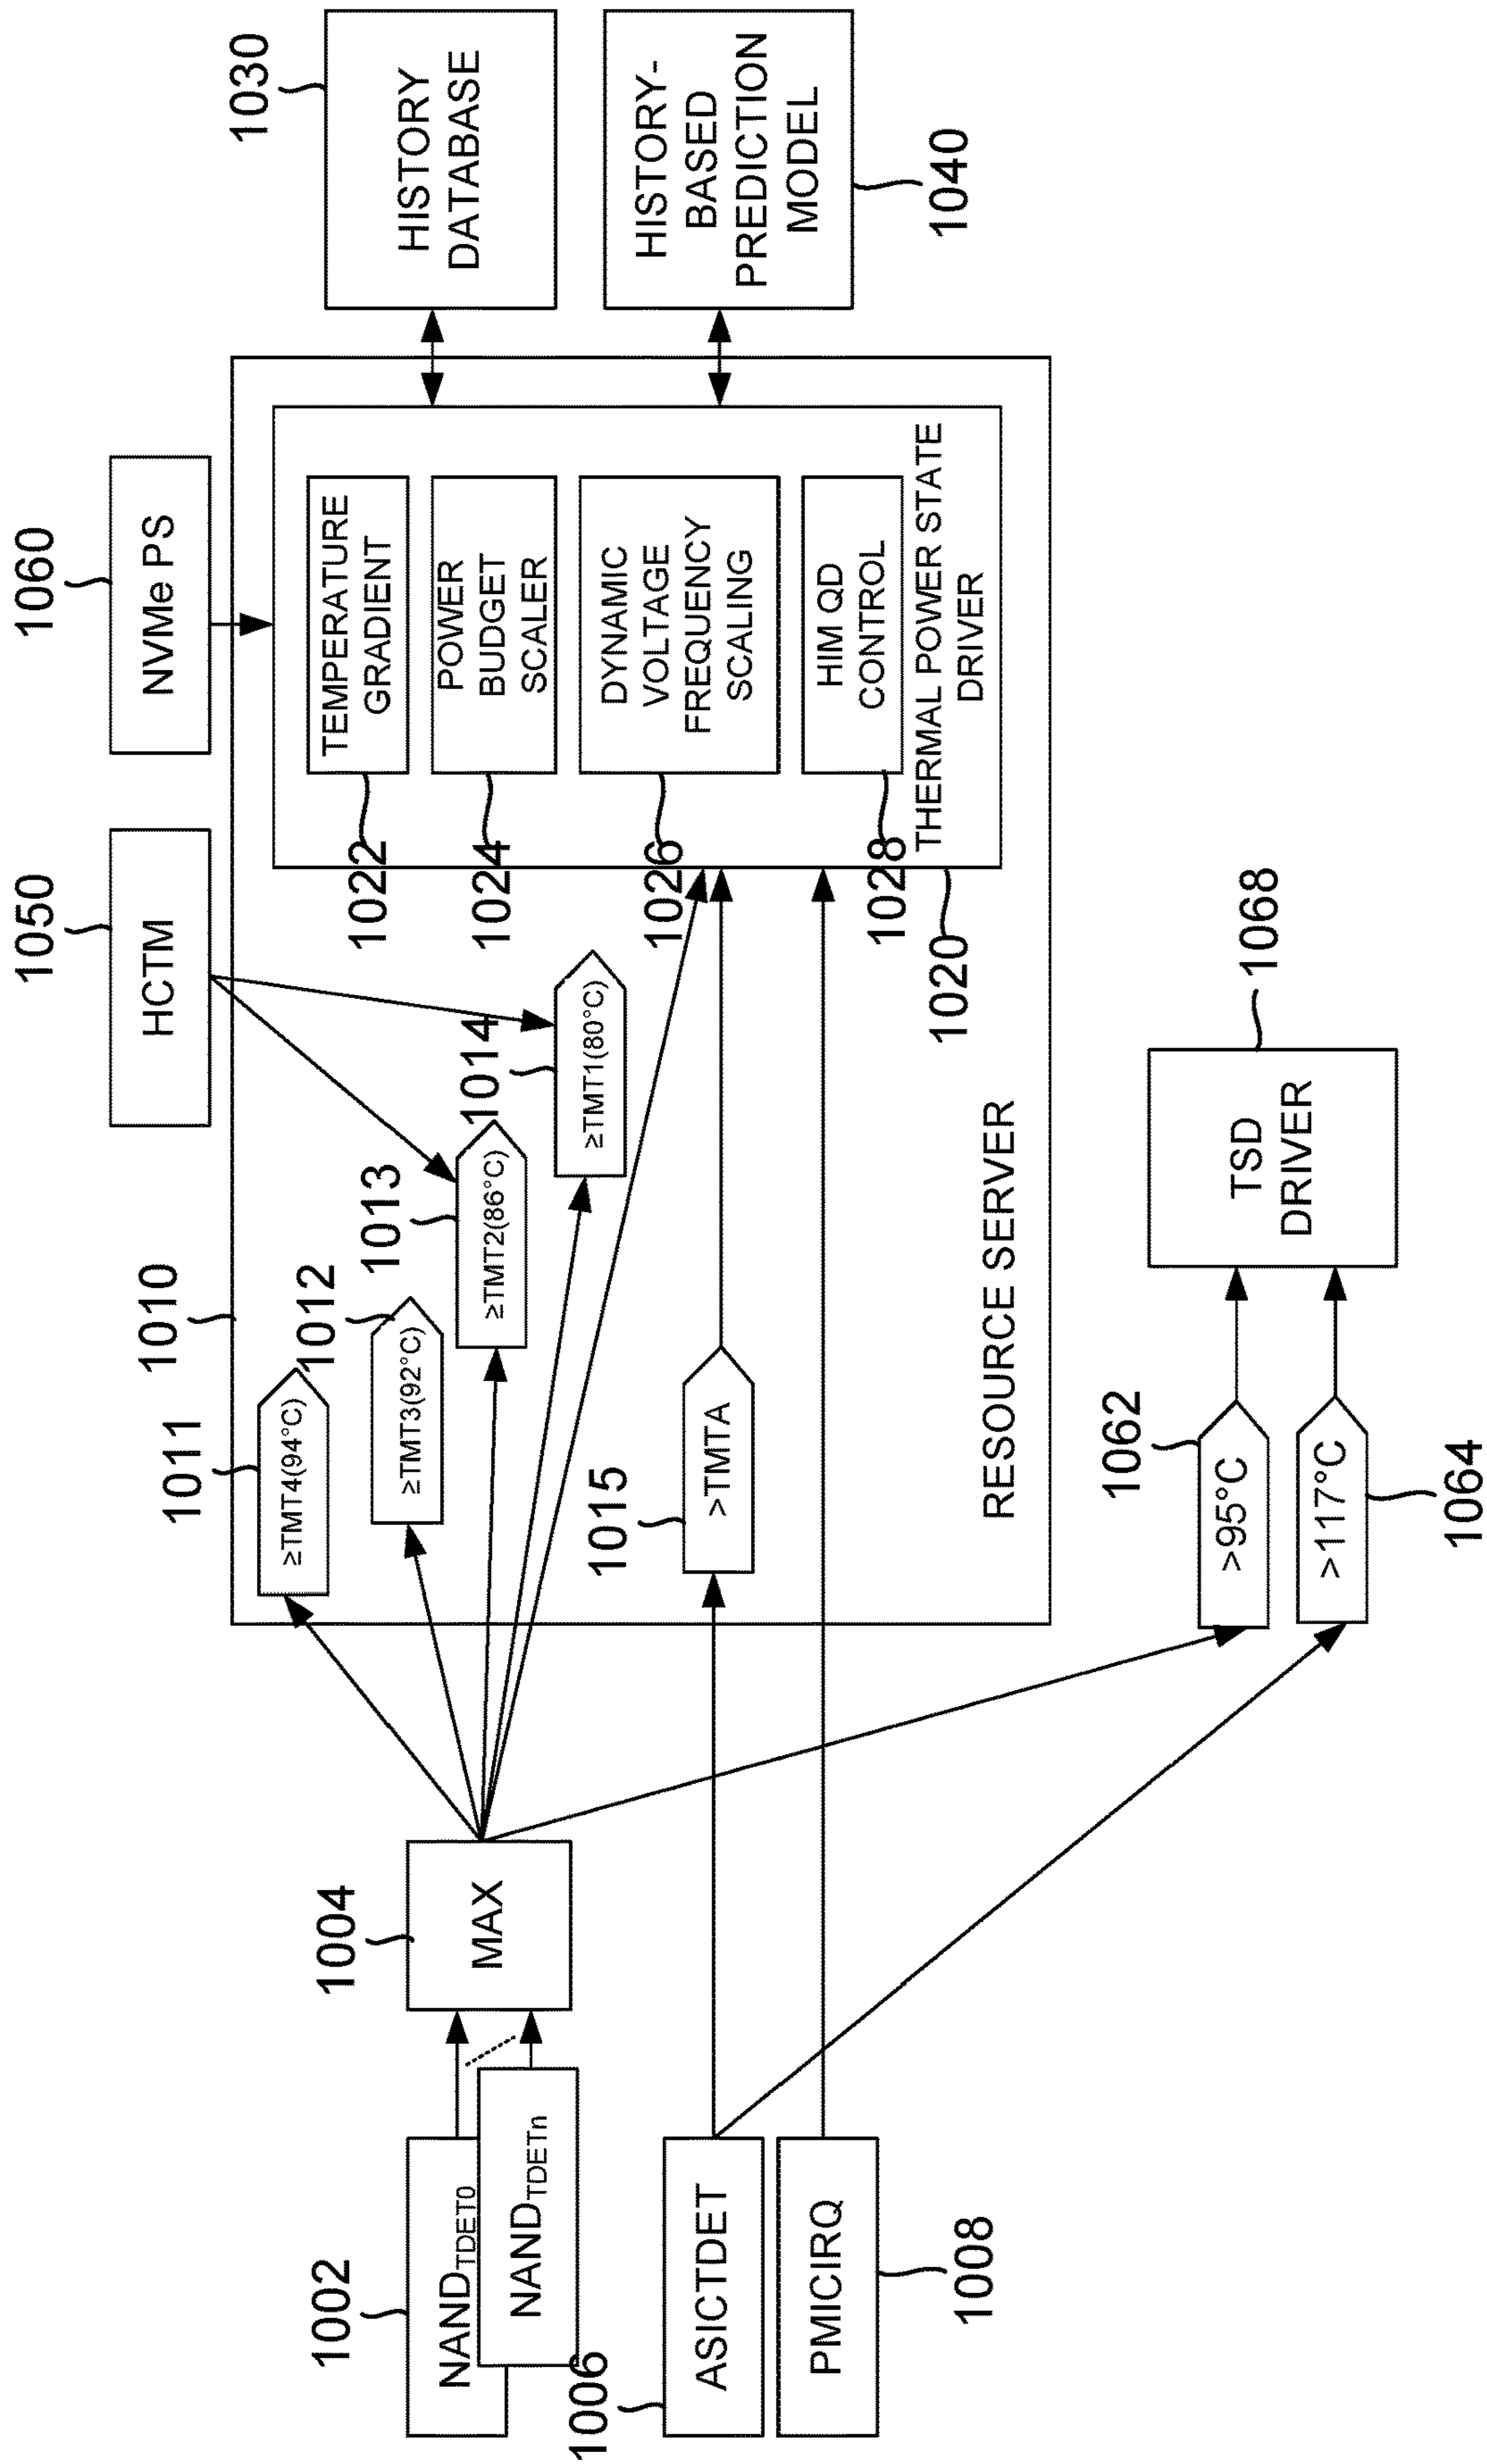 1050
HCTM
1060
NVMe PS
1010
1011
≥TMT4(94°C)
1012
≥TMT3(92°C)
1013
≥TMT2(86°C)
1014
≥TMT1(80°C)
1022
TEMPERATURE
GRADIENT
1024
POWER
BUDGET
SCALER
1026
DYNAMIC
VOLTAGE
FREQUENCY
SCALING
1028
HIM QD
CONTROL
THERMAL POWER STATE
DRIVER
1020
1030
HISTORY
DATABASE
HISTORY-
BASED
PREDICTION
MODEL
1040
1002
NANDTDET0
NANDTDETn
1004
MAX
1006
ASICTDET
PMICIRQ
1008
1015
>TMTA
RESOURCE SERVER
1062
>95°C
>117°C
1064
TSD
DRIVER
1068